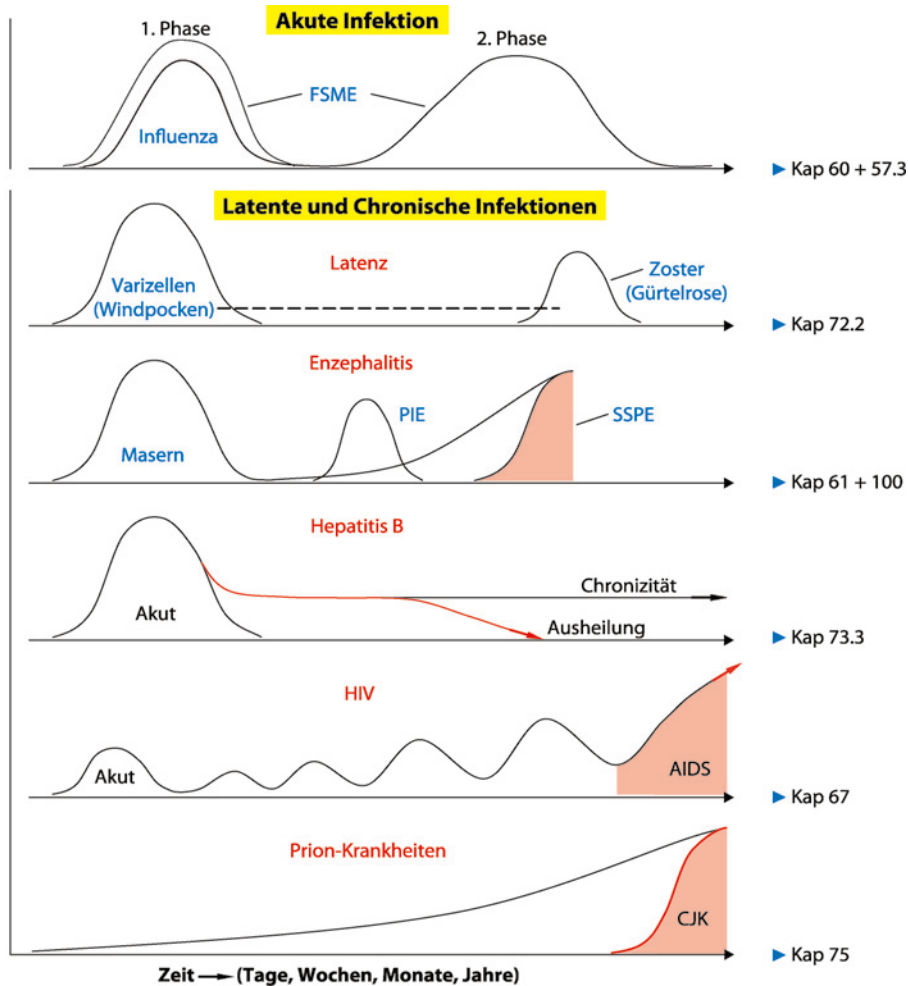 Akute Infektion
1. Phase
2. Phase
FSME
Influenza
► Kap 60 + 57.3
Latente und Chronische Infektionen
Latenz
Varizellen
(Windpocken)
Zoster
(Gürtelrose)
► Kap 72.2
Enzephalitis
PIE
SSPE
Masern
► Kap 61 + 100
Hepatitis B
Chronizität
Akut
Ausheilung
► Kap 73.3
HIV
Akut
AIDS
► Kap 67
Prion-Krankheiten
CJK
► Kap 75
Zeit → (Tage, Wochen, Monate, Jahre)